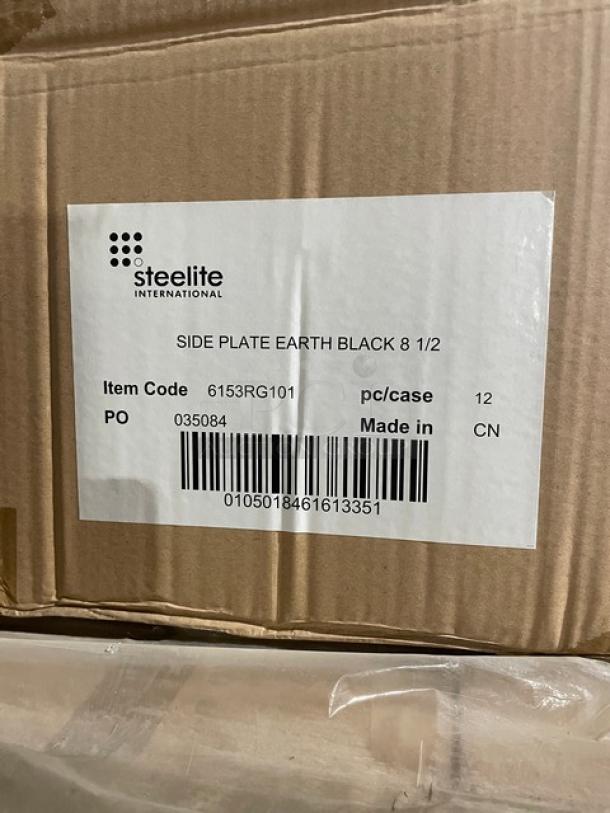 steelite
INTERNATIONAL
SIDE PLATE EARTH BLACK 8 1/2
Item Code 6153RG101 pc/case 12
PO 035084 Made in CN
0105018461613351